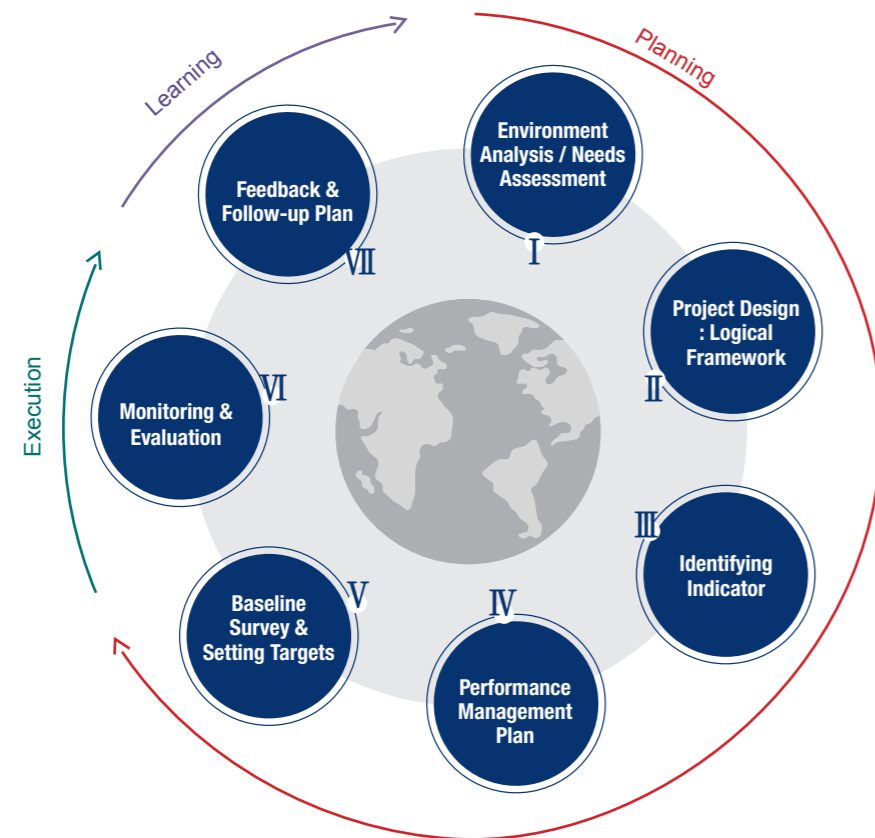 Learning
Planning
Environment
Analysis / Needs
Assessment
Ⅰ
Project Design
: Logical
Framework
Ⅱ
Ⅲ
Identifying
Indicator
Ⅳ
Performance
Management
Plan
Ⅴ
Baseline
Survey &
Setting Targets
Execution
Ⅵ
Monitoring &
Evaluation
Feedback &
Follow-up Plan
Ⅶ